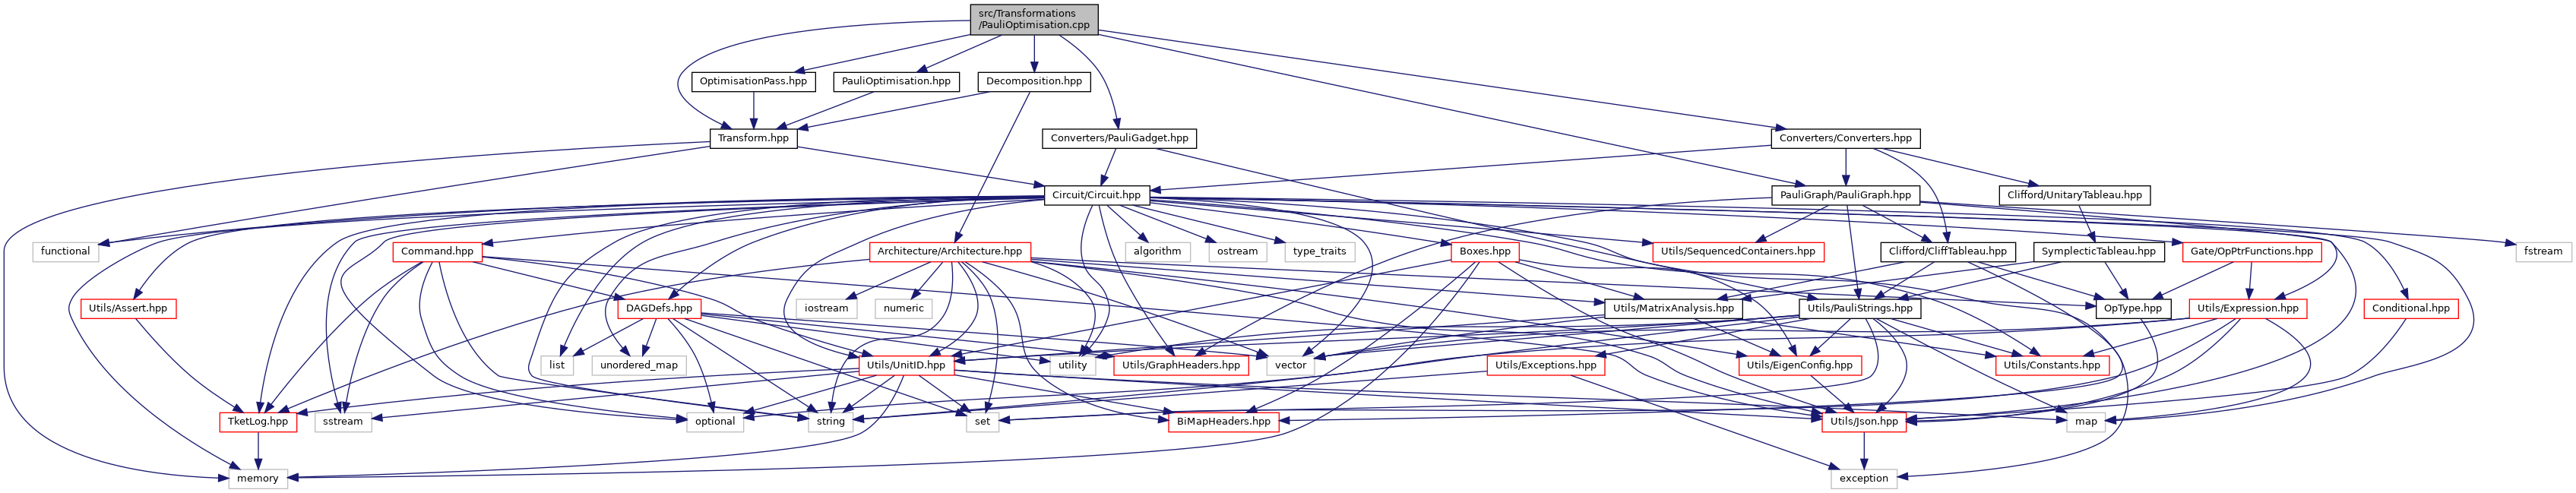 src/Transformations
/PauliOptimisation.cpp
OptimisationPass.hpp
PauliOptimisation.hpp
Decomposition.hpp
Transform.hpp
Converters/PauliGadget.hpp
Converters/Converters.hpp
Circuit/Circuit.hpp
PauliGraph/PauliGraph.hpp
Clifford/UnitaryTableau.hpp
functional
Command.hpp
Architecture/Architecture.hpp
algorithm
ostream
type_traits
Boxes.hpp
Utils/SequencedContainers.hpp
Clifford/CliffTableau.hpp
SymplecticTableau.hpp
Gate/OpPtrFunctions.hpp
fstream
Utils/Assert.hpp
DAGDefs.hpp
iostream
numeric
Utils/MatrixAnalysis.hpp
Utils/PauliStrings.hpp
OpType.hpp
Utils/Expression.hpp
Conditional.hpp
list
unordered_map
Utils/UnitID.hpp
utility
Utils/GraphHeaders.hpp
vector
Utils/Exceptions.hpp
Utils/EigenConfig.hpp
Utils/Constants.hpp
TketLog.hpp
sstream
optional
string
set
BiMapHeaders.hpp
Utils/Json.hpp
map
memory
exception